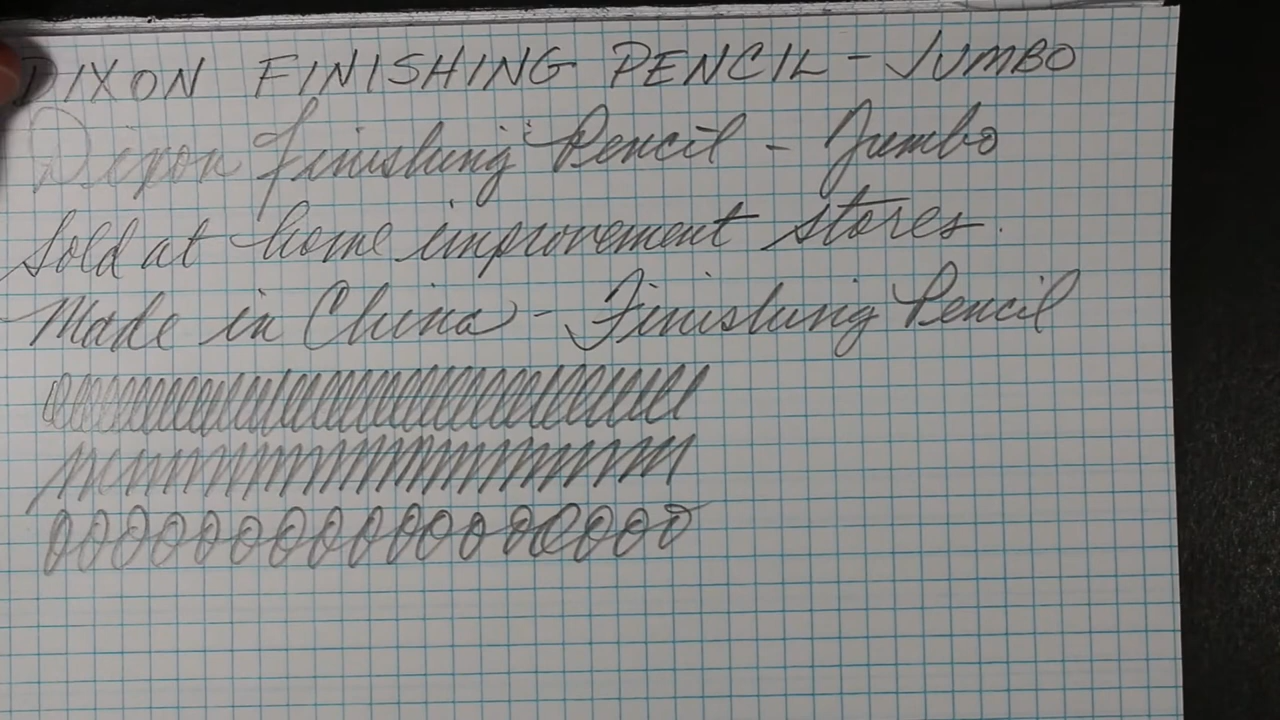 DIXON FINISHING PENCIL - JUMBO
Dixon Finishing Pencil - Jumbo
Sold at home improvement stores.
Made in China - Finishing Pencil